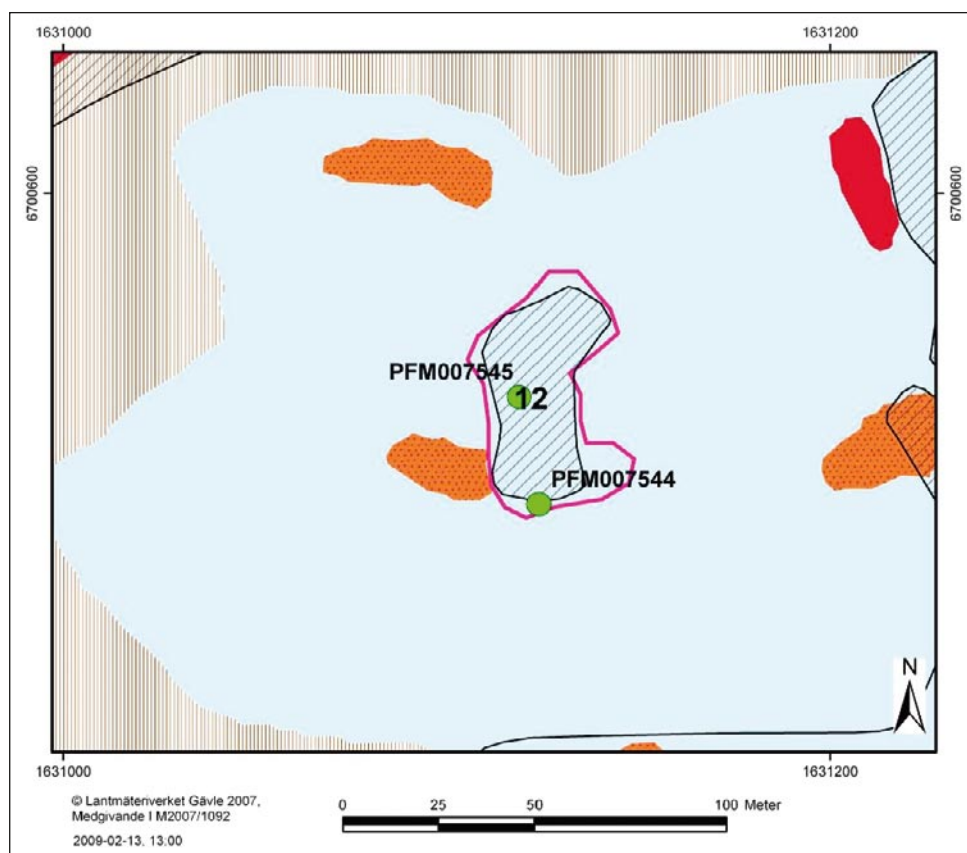 1631000
1631200
6700600
6700600
PFM007545
12
PFM007544
N
1631000
1631200
© Lantmäteriverket Gävle 2007,
Medgivande I M2007/1092
2009-02-13, 13:00
0 25 50 100 Meter